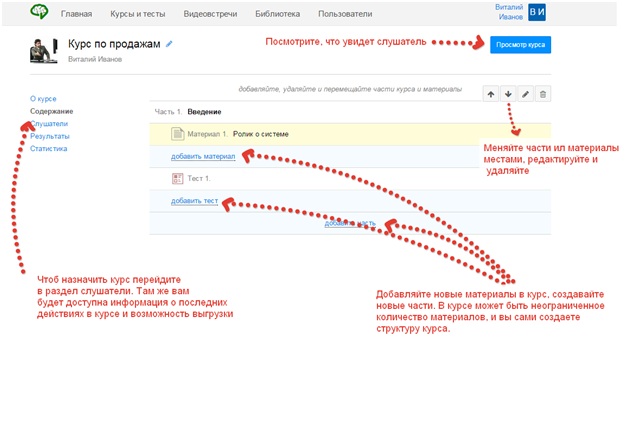 Главная Курсы и тесты Видеовстречи Библиотека Пользователи
Виталий
Иванов
В И
Курс по продажам
Виталий Иванов
Посмотрите, что увидет слушатель
Просмотр курса
добавляйте, удаляйте и перемещайте части курса и материалы
О курсе
Содержание
Слушатели
Результаты
Статистика
Часть 1. Введение
Материал 1. Ролик о системе
добавить материал
Тест 1.
добавить тест
добавить часть
Меняйте части ил материалы
местами, редактируйте и
удаляйте
Чтоб назначить курс перейдите
в раздел слушатели. Там же вам
будет доступна информация о последних
действиях в курсе и возможность выгрузки
Добавляйте новые материалы в курс, создавайте
новые части. В курсе может быть неограниченное
количество материалов, и вы сами создаете
структуру курса.